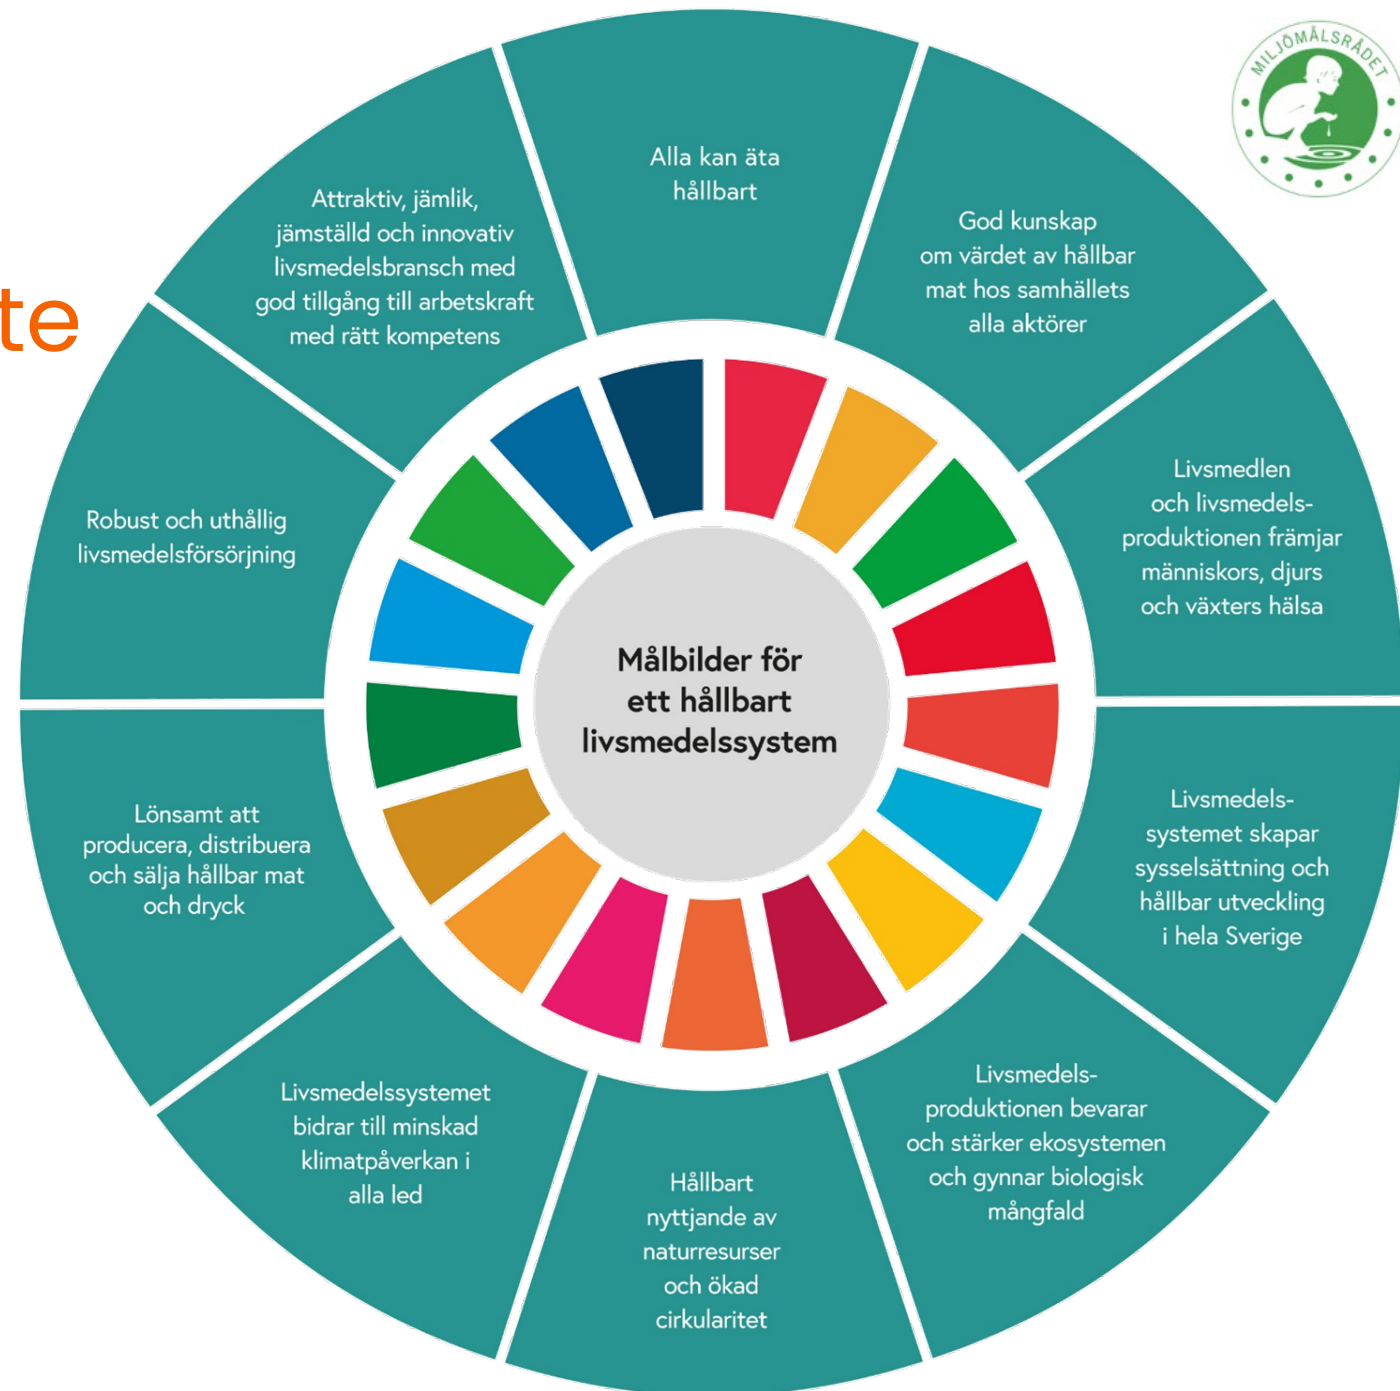 MILJÖMÅLSRÅDET
te
Alla kan äta
hållbart
God kunskap
om värdet av hållbar
mat hos samhällets
alla aktörer
Livsmedlen
och livsmedels-
produktionen främjar
människors, djurs
och växters hälsa
Livsmedels-
systemet skapar
sysselsättning och
hållbar utveckling
i hela Sverige
Livsmedels-
produktionen bevarar
och stärker ekosystemen
och gynnar biologisk
mångfald
Hållbart
nyttjande av
naturresurser
och ökad
cirkularitet
Livsmedelssystemet
bidrar till minskad
klimatpåverkan i
alla led
Lönsamt att
producera, distribuera
och sälja hållbar mat
och dryck
Robust och uthållig
livsmedelsförsörjning
Attraktiv, jämlik,
jämställd och innovativ
livsmedelsbransch med
god tillgång till arbetskraft
med rätt kompetens
Målbilder för
ett hållbart
livsmedelssystem